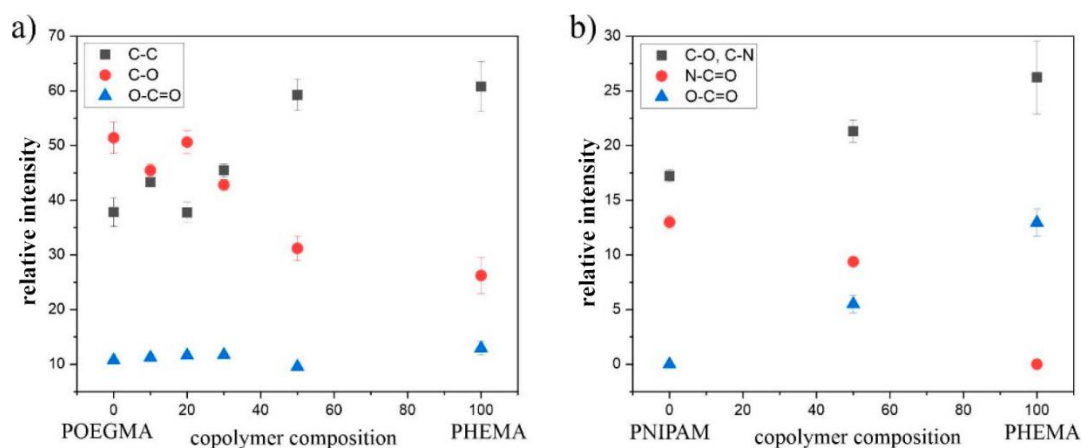 a)
70
60
50
40
30
20
10
relative intensity
C-C
C-O
O-C=O
0 20 40 60 80 100
POEGMA copolymer composition PHEMA
b)
30
25
20
15
10
5
0
relative intensity
C-O, C-N
N-C=O
O-C=O
0 20 40 60 80 100
PNIPAM copolymer composition PHEMA